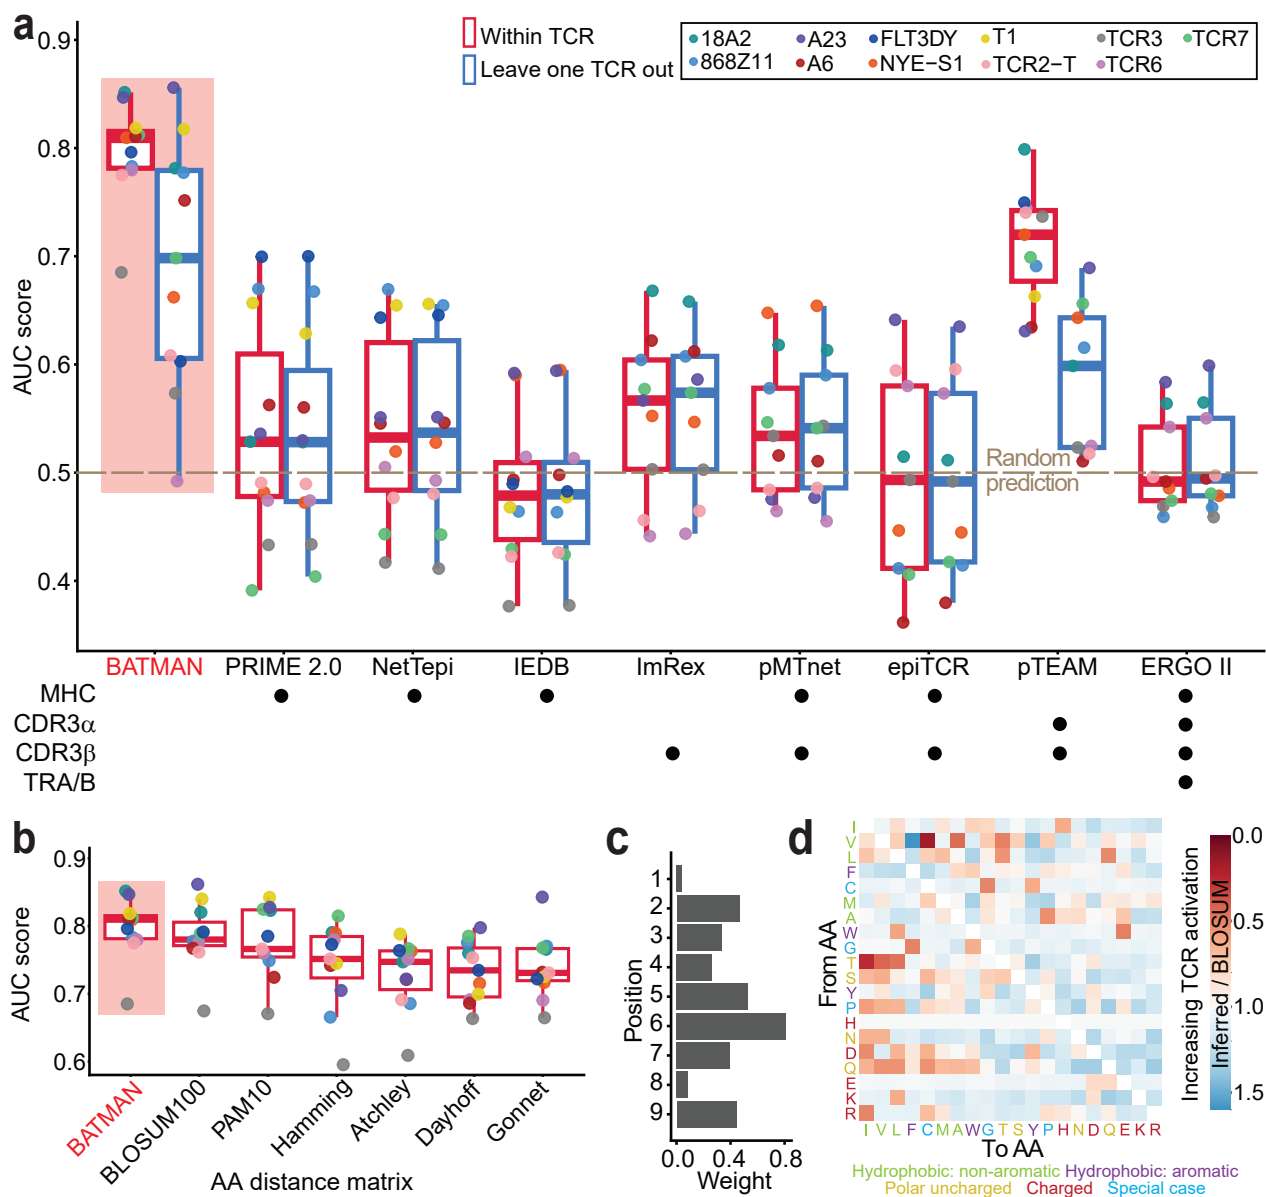 a
Within TCR
Leave one TCR out
18A2 A23 FLT3DY T1 TCR3 TCR7
868Z11 A6 NYE−S1 TCR2−T TCR6
AUC score
0.9
0.8
0.7
0.6
0.5
0.4
Random
prediction
BATMAN PRIME 2.0 NetTepi IEDB ImRex pMTnet epiTCR pTEAM ERGO II
MHC
CDR3α
CDR3β
TRA/B
b
AUC score
0.9
0.8
0.7
0.6
BATMAN BLOSUM100 PAM10 Hamming Atchley Dayhoff Gonnet
AA distance matrix
c
Position
1
2
3
4
5
6
7
8
9
0.0 0.4 0.8
Weight
d
From AA
I
V
L
F
C
M
A
W
G
T
S
Y
P
H
N
D
Q
E
K
R
I V L F C M A W G T S Y P H N D Q E K R
To AA
Increasing TCR activation
Inferred / BLOSUM
0.0
0.5
1.0
1.5
Hydrophobic: non-aromatic Hydrophobic: aromatic
Polar uncharged Charged Special case